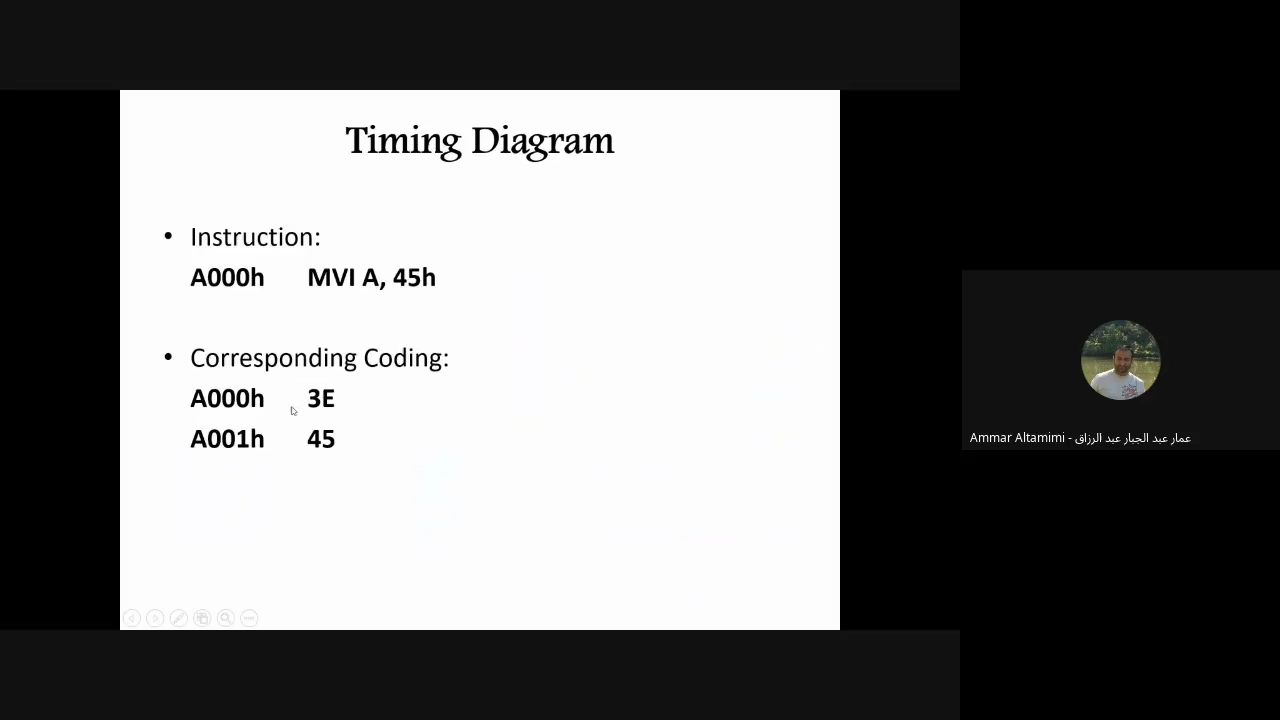 Timing Diagram
• Instruction:
A000h MVI A, 45h
• Corresponding Coding:
A000h 3E
A001h 45
Ammar Altamimi - عمار عبد الجبار عبد الرزاق